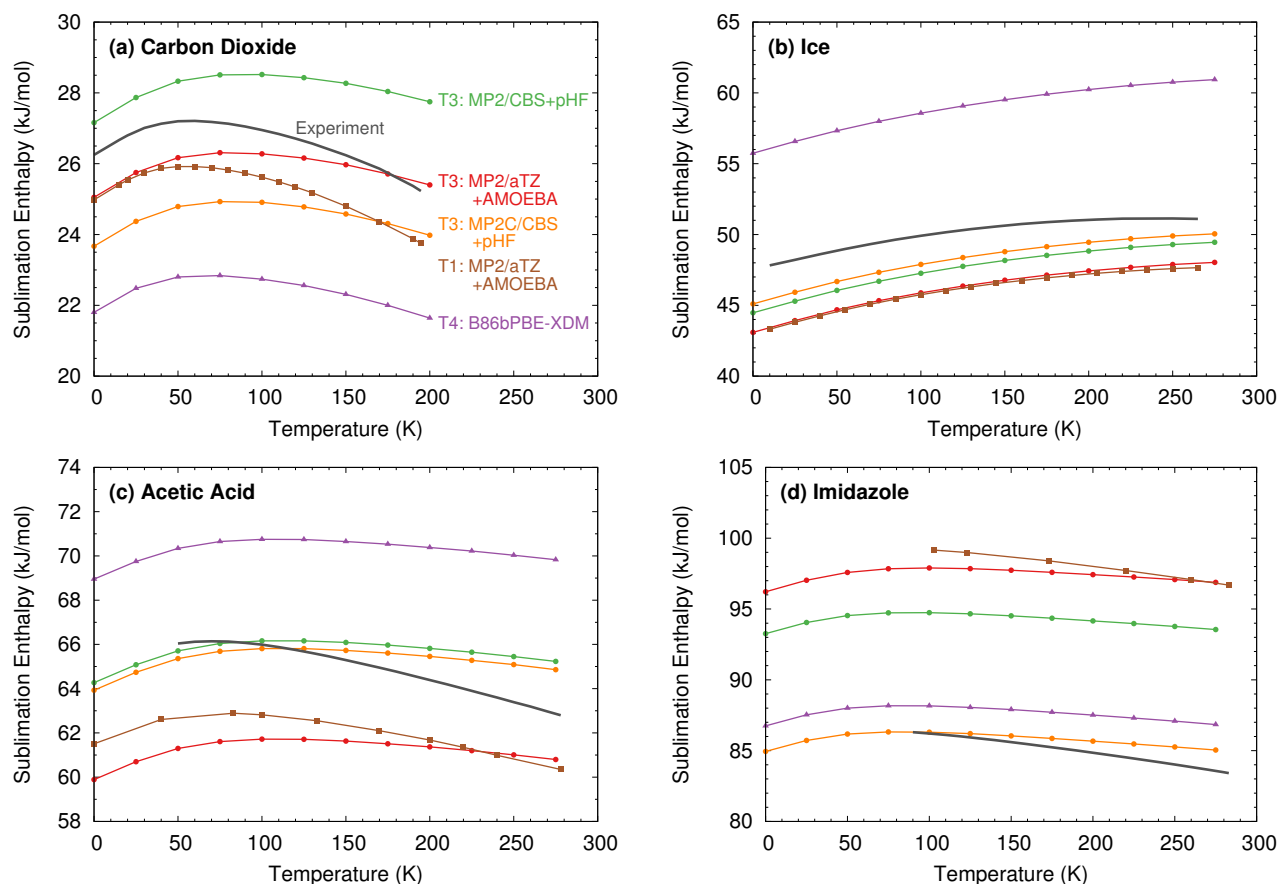 (a) Carbon Dioxide
Sublimation Enthalpy (kJ/mol)
30
28
26
24
22
20
T3: MP2/CBS+pHF
Experiment
T3: MP2/aTZ
+AMOEBA
T3: MP2C/CBS
+pHF
T1: MP2/aTZ
+AMOEBA
T4: B86bPBE-XDM
0 50 100 150 200 250 300
Temperature (K)
(b) Ice
Sublimation Enthalpy (kJ/mol)
65
60
55
50
45
40
0 50 100 150 200 250 300
Temperature (K)
(c) Acetic Acid
Sublimation Enthalpy (kJ/mol)
74
72
70
68
66
64
62
60
58
0 50 100 150 200 250 300
Temperature (K)
(d) Imidazole
Sublimation Enthalpy (kJ/mol)
105
100
95
90
85
80
0 50 100 150 200 250 300
Temperature (K)